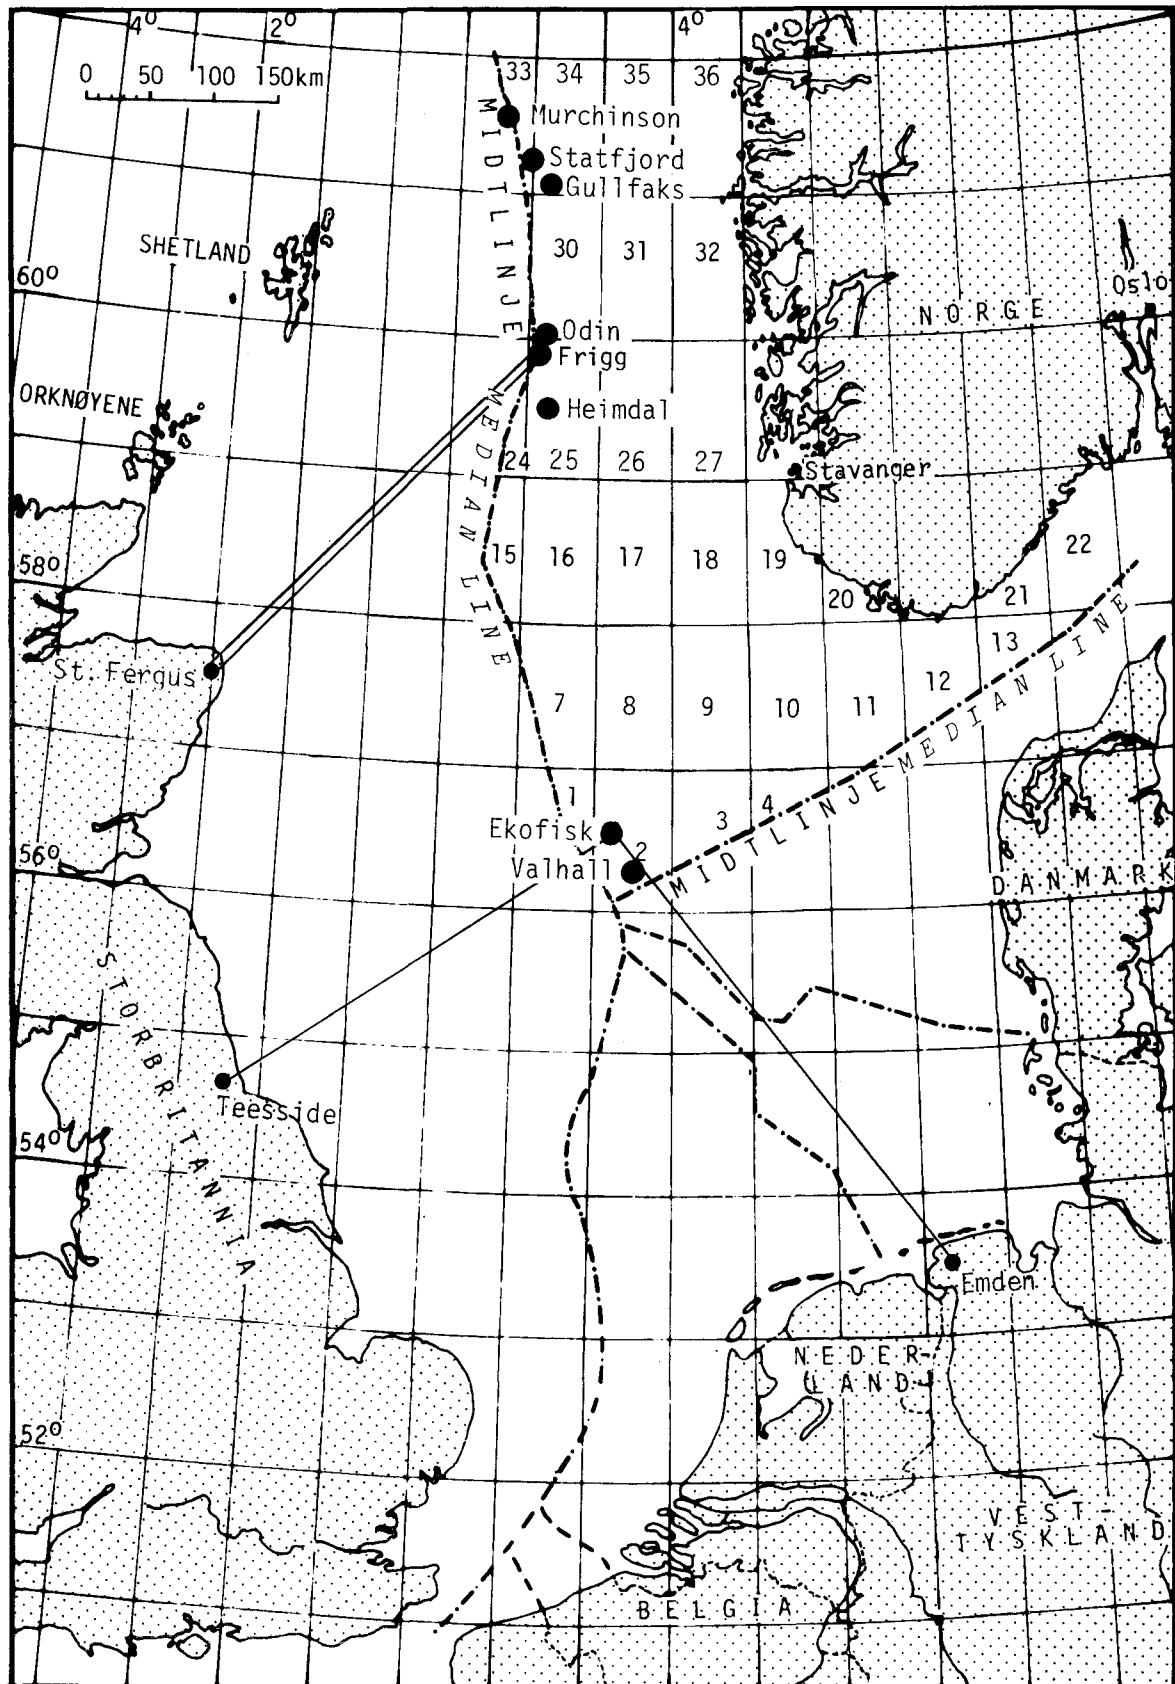 4° 2° 4°
0 50 100 150km
33 34 35 36
MIDTLINJE
Murchinson
Statfjord
Gullfaks
SHETLAND
30 31 32
60°
Oslo
NORGE
Odin
Frigg
ORKNØYENE
MEDIAN LINE
Heimdal
24 25 26 27
Stavanger
15 16 17 18 19
22
58°
20 21
13
St. Fergus
12
7 8 9 10 11
MIDTLINJE MEDIAN LINE
1
3 4
Ekofisk
2
56°
Valhall
DANMARK
STORBRITANNIA
Teesside
54°
Emden
NEDER-
LAND
52°
VEST-
TYSKLAND
BELGIA